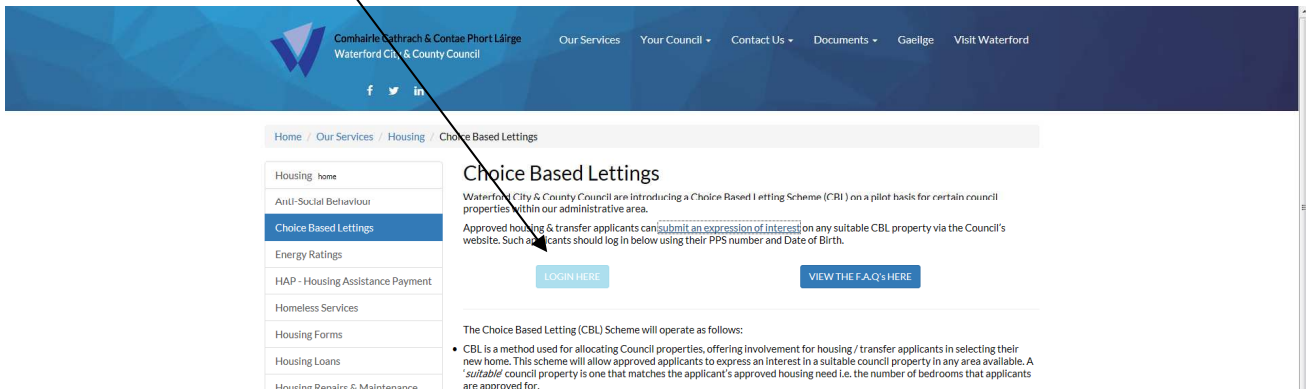 Comhairle Cathrach & Contae Phort Láirge
Waterford City & County Council
Our Services Your Council Contact Us Documents Gaeilge Visit Waterford
Home / Our Services / Housing / Choice Based Lettings
Housing home
Anti-Social Behaviour
Choice Based Lettings
Energy Ratings
HAP - Housing Assistance Payment
Homeless Services
Housing Forms
Housing Loans
Housing Repairs & Maintenance
Choice Based Lettings
Waterford City & County Council are introducing a Choice Based Letting Scheme (CBL) on a pilot basis for certain council
properties within our administrative area.
Approved housing & transfer applicants can submit an expression of interest on any suitable CBL property via the Council's
website. Such applicants should log in below using their PPS number and Date of Birth.
LOGIN HERE VIEW THE F.A.Q's HERE
The Choice Based Letting (CBL) Scheme will operate as follows:
• CBL is a method used for allocating Council properties, offering involvement for housing / transfer applicants in selecting their
new home. This scheme will allow approved applicants to express an interest in a suitable council property in any area available. A
'suitable' council property is one that matches the applicant's approved housing need i.e. the number of bedrooms that applicants
are approved for.